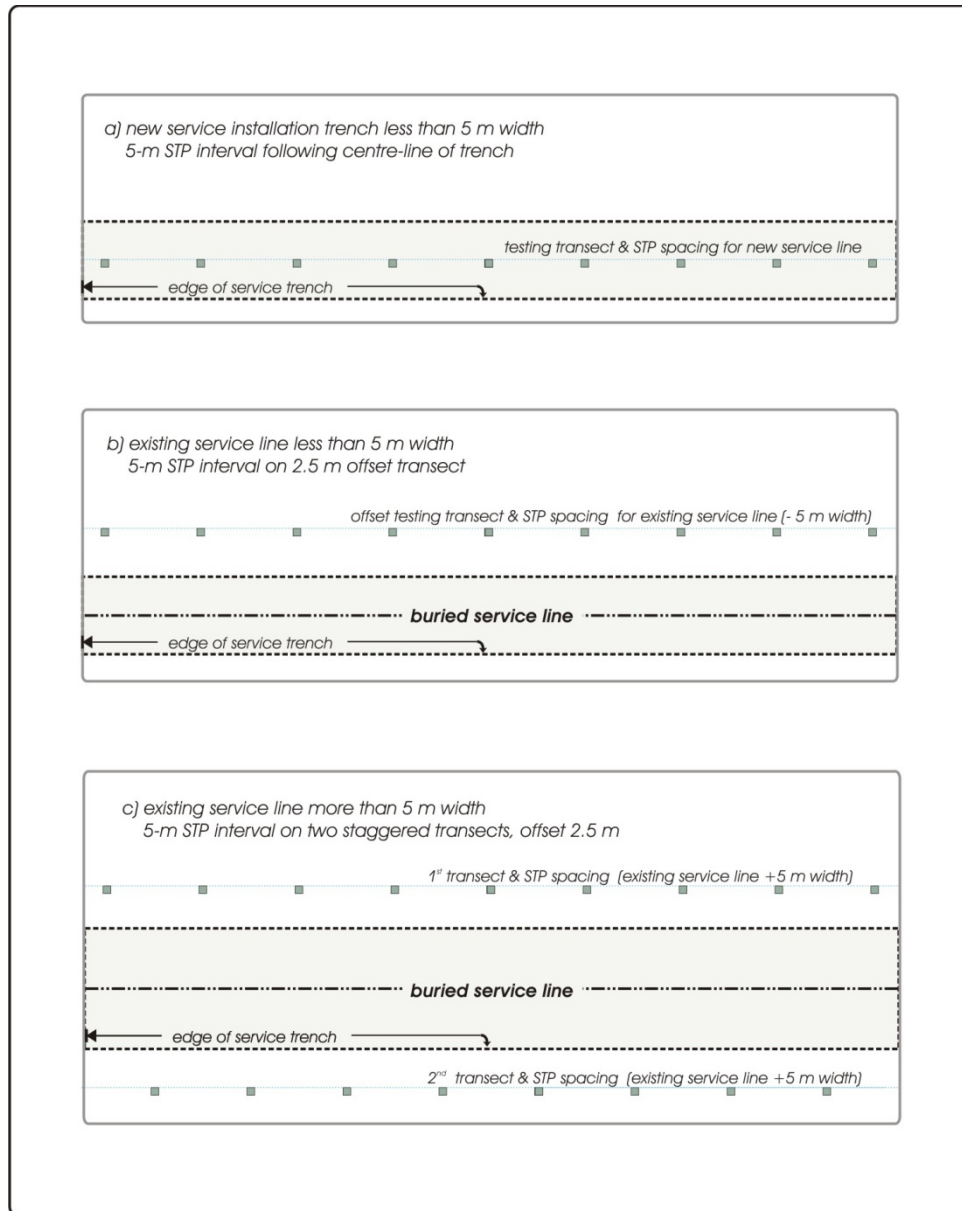 a) new service installation trench less than 5 m width
5-m STP interval following centre-line of trench
testing transect & STP spacing for new service line
edge of service trench
b) existing service line less than 5 m width
5-m STP interval on 2.5 m offset transect
offset testing transect & STP spacing for existing service line (- 5 m width)
buried service line
edge of service trench
c) existing service line more than 5 m width
5-m STP interval on two staggered transects, offset 2.5 m
1st transect & STP spacing (existing service line +5 m width)
buried service line
edge of service trench
2nd transect & STP spacing (existing service line +5 m width)